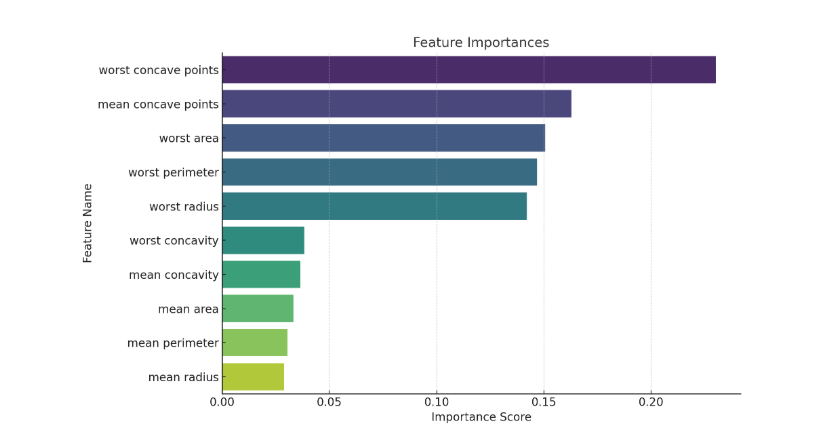 Feature Importances
worst concave points
mean concave points
worst area
worst perimeter
worst radius
worst concavity
mean concavity
mean area
mean perimeter
mean radius
Feature Name
0.00 0.05 0.10 0.15 0.20
Importance Score